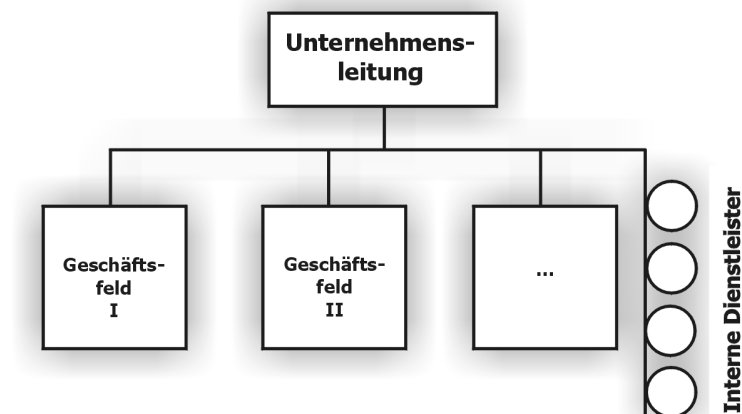 Unternehmens-
leitung
Geschäfts-
feld
I
Geschäfts-
feld
II
...
Interne Dienstleister